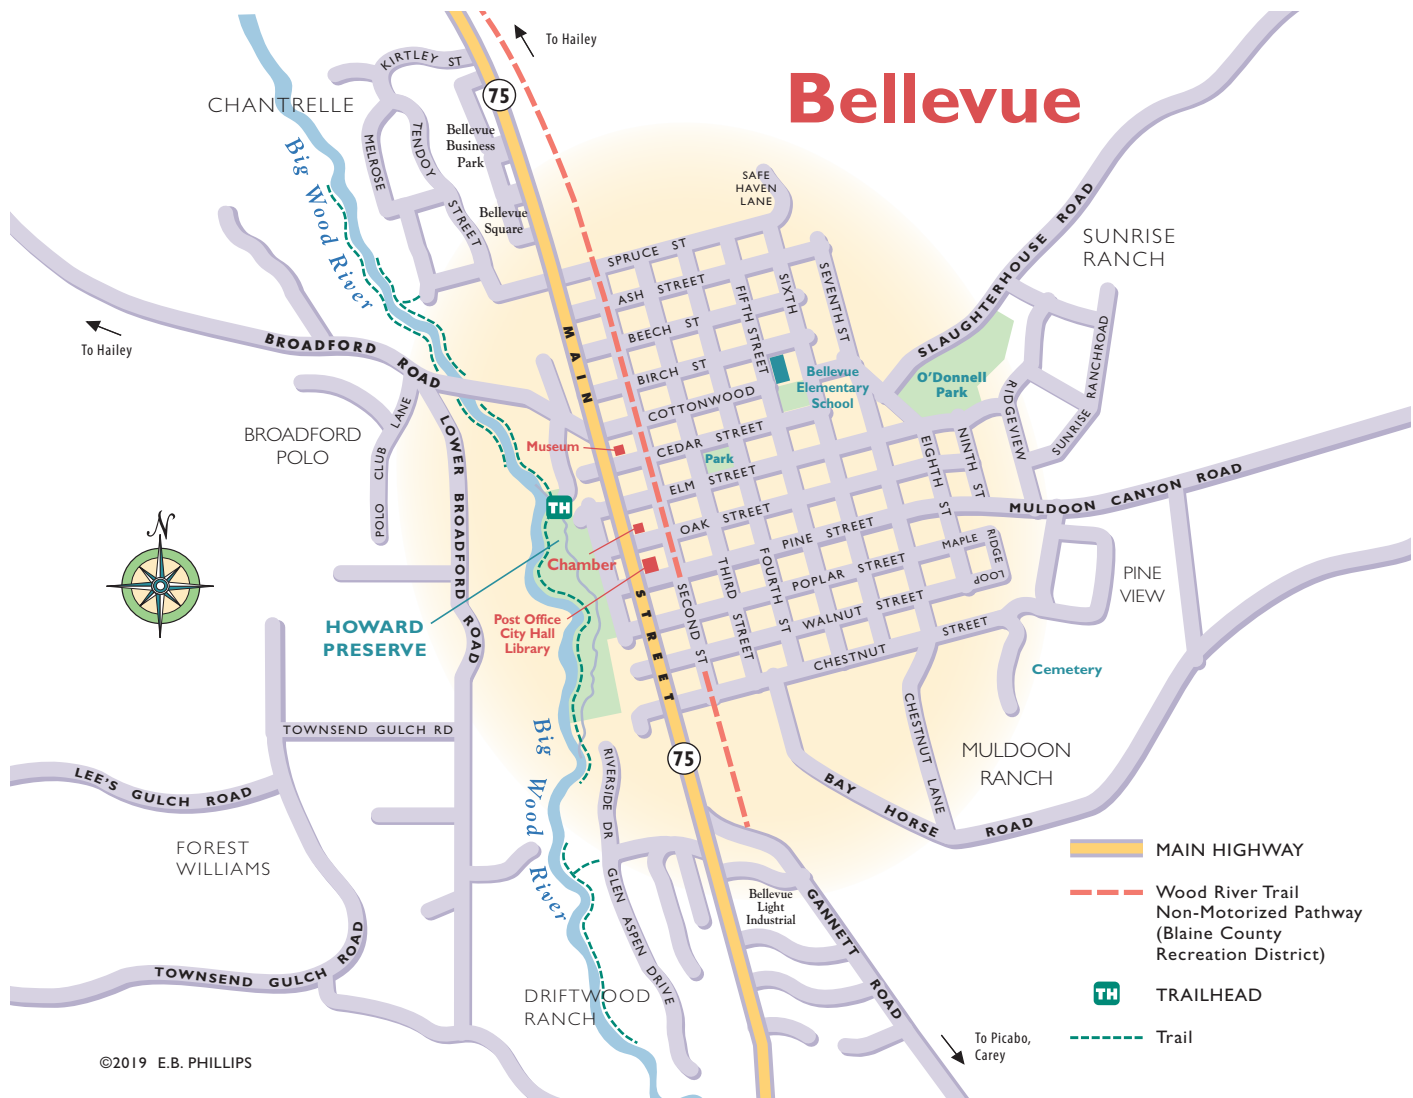 To Hailey
KIRTLEY ST
75
Bellevue
CHANTRELLE
MELROSE
TENDOY
STREET
Bellevue
Business
Park
Bellevue
Square
Big Wood River
SAFE
HAVEN
LANE
SPRUCE ST
ASH STREET
BEECH ST
BIRCH ST
COTTONWOOD
CEDAR STREET
ELM STREET
OAK STREET
PINE STREET
POPLAR STREET
WALNUT STREET
CHESTNUT STREET
FIFTH STREET
SIXTH
SEVENTH ST
SLAUGHTERHOUSE ROAD
SUNRISE
RANCH
To Hailey
BROADFORD ROAD
MAIN STREET
Bellevue
Elementary
School
O'Donnell
Park
RIDGEVIEW
SUNRISE RANCHROAD
BROADFORD
POLO
POLO CLUB LANE
LOWER BROADFORD ROAD
Museum
Park
EIGHTH ST
NINTH ST
MULDOON CANYON ROAD
N
TH
Chamber
HOWARD
PRESERVE
Post Office
City Hall
Library
SECOND ST
THIRD STREET
FOURTH ST
MAPLE
RIDGE
LOOP
PINE
VIEW
Cemetery
TOWNSEND GULCH RD
LEE'S GULCH ROAD
Big Wood River
RIVERSIDE DR
75
CHESTNUT LANE
MULDOON
RANCH
BAY HORSE ROAD
FOREST
WILLIAMS
GLEN ASPEN DRIVE
Bellevue
Light
Industrial
GANNETT ROAD
TOWNSEND GULCH ROAD
DRIFTWOOD
RANCH
To Picabo,
Carey
MAIN HIGHWAY
Wood River Trail
Non-Motorized Pathway
(Blaine County
Recreation District)
TH TRAILHEAD
Trail
©2019 E.B. PHILLIPS